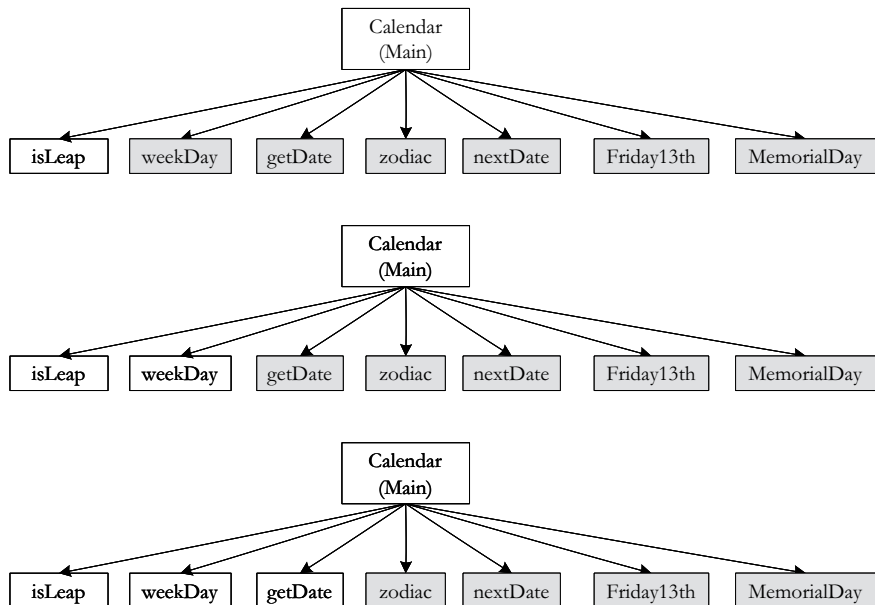 Calendar
(Main)
isLeap weekDay getDate zodiac nextDate Friday13th MemorialDay
Calendar
(Main)
isLeap weekDay getDate zodiac nextDate Friday13th MemorialDay
Calendar
(Main)
isLeap weekDay getDate zodiac nextDate Friday13th MemorialDay